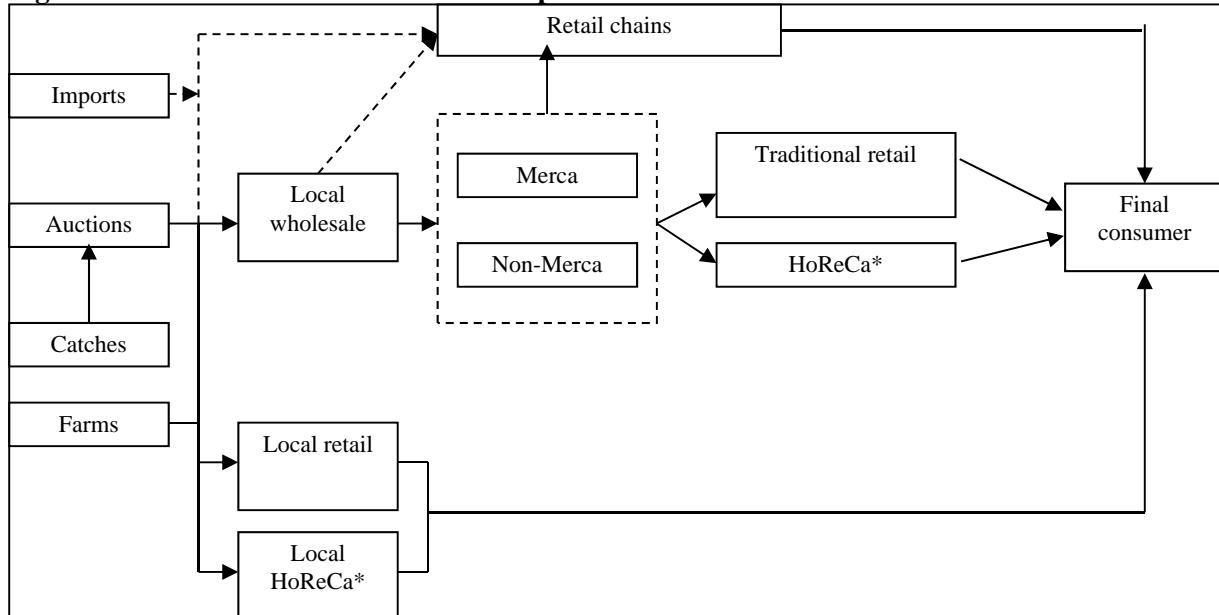 Retail chains
Imports
Merca
Traditional retail
Local
wholesale
Auctions
Final
consumer
Non-Merca
HoReCa*
Catches
Farms
Local retail
Local
HoReCa*